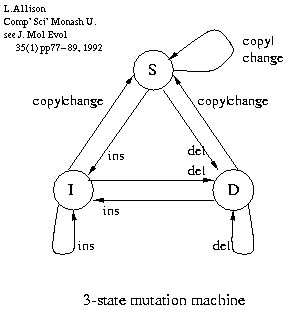 L.Allison
Comp' Sci' Monash U.
see J. Mol Evol
35(1) pp77-89, 1992
S
copy|
change
copy|change
copy|change
ins
del
del
I
D
ins
ins
del
3-state mutation machine